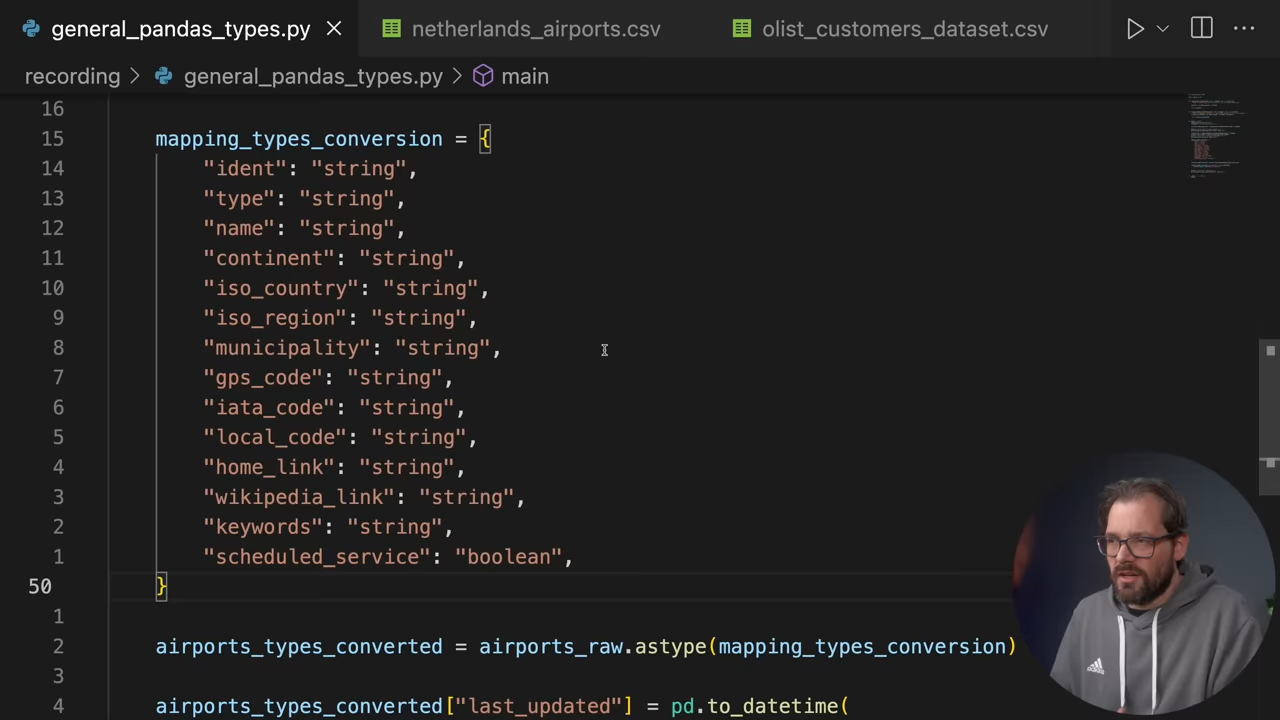 general_pandas_types.py
netherlands_airports.csv
olist_customers_dataset.csv
recording > general_pandas_types.py > main
16
15 mapping_types_conversion = {
14 "ident": "string",
13 "type": "string",
12 "name": "string",
11 "continent": "string",
10 "iso_country": "string",
9 "iso_region": "string",
8 "municipality": "string",
7 "gps_code": "string",
6 "iata_code": "string",
5 "local_code": "string",
4 "home_link": "string",
3 "wikipedia_link": "string",
2 "keywords": "string",
1 "scheduled_service": "boolean",
50 }
1
2 airports_types_converted = airports_raw.astype(mapping_types_conversion)
3
4 airports_types_converted["last_updated"] = pd.to_datetime(